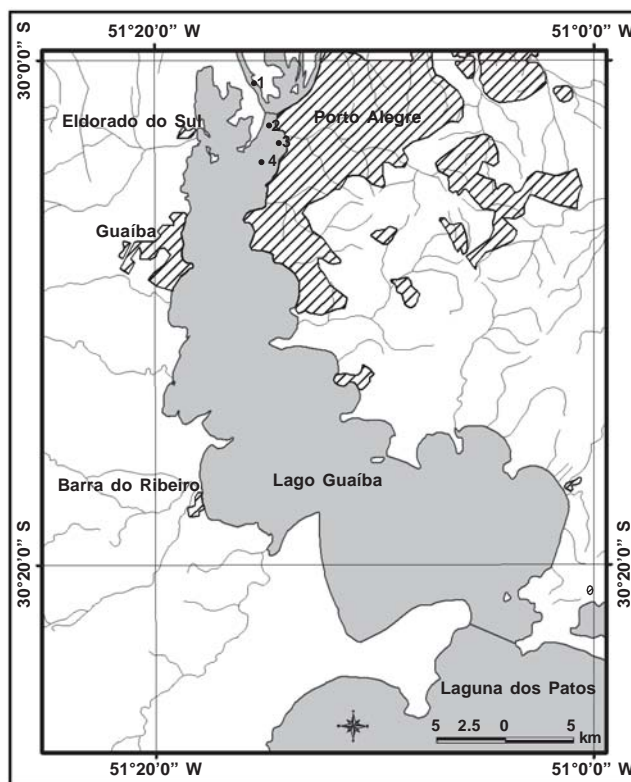 51°20'0'' W 51°0'0'' W
30°0'0'' S
1
Eldorado do Sul
2
Porto Alegre
3
4
Guaíba
Barra do Ribeiro
Lago Guaíba
30°20'0'' S 30°20'0'' S
0
Laguna dos Patos
5 2.5 0 5
km
51°20'0'' W 51°0'0'' W